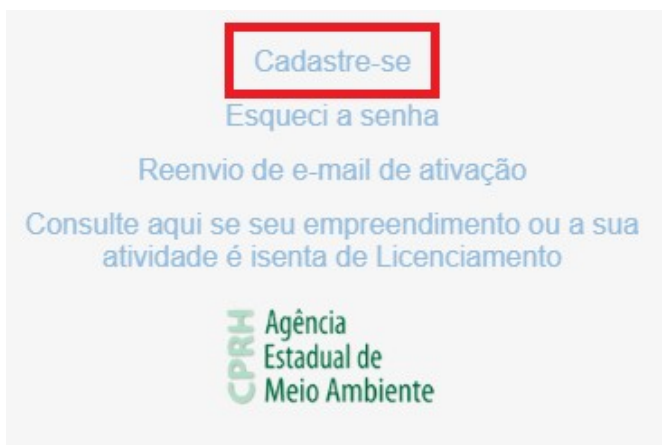 Cadastre-se
Esqueci a senha
Reenvio de e-mail de ativação
Consulte aqui se seu empreendimento ou a sua
atividade é isenta de Licenciamento
CPRH
Agência
Estadual de
Meio Ambiente